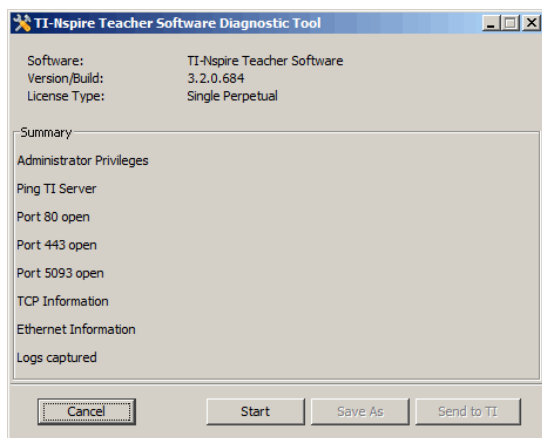 TI-Nspire Teacher Software Diagnostic Tool
Software: TI-Nspire Teacher Software
Version/Build: 3.2.0.684
License Type: Single Perpetual
Summary
Administrator Privileges
Ping TI Server
Port 80 open
Port 443 open
Port 5093 open
TCP Information
Ethernet Information
Logs captured
Cancel Start Save As Send to TI